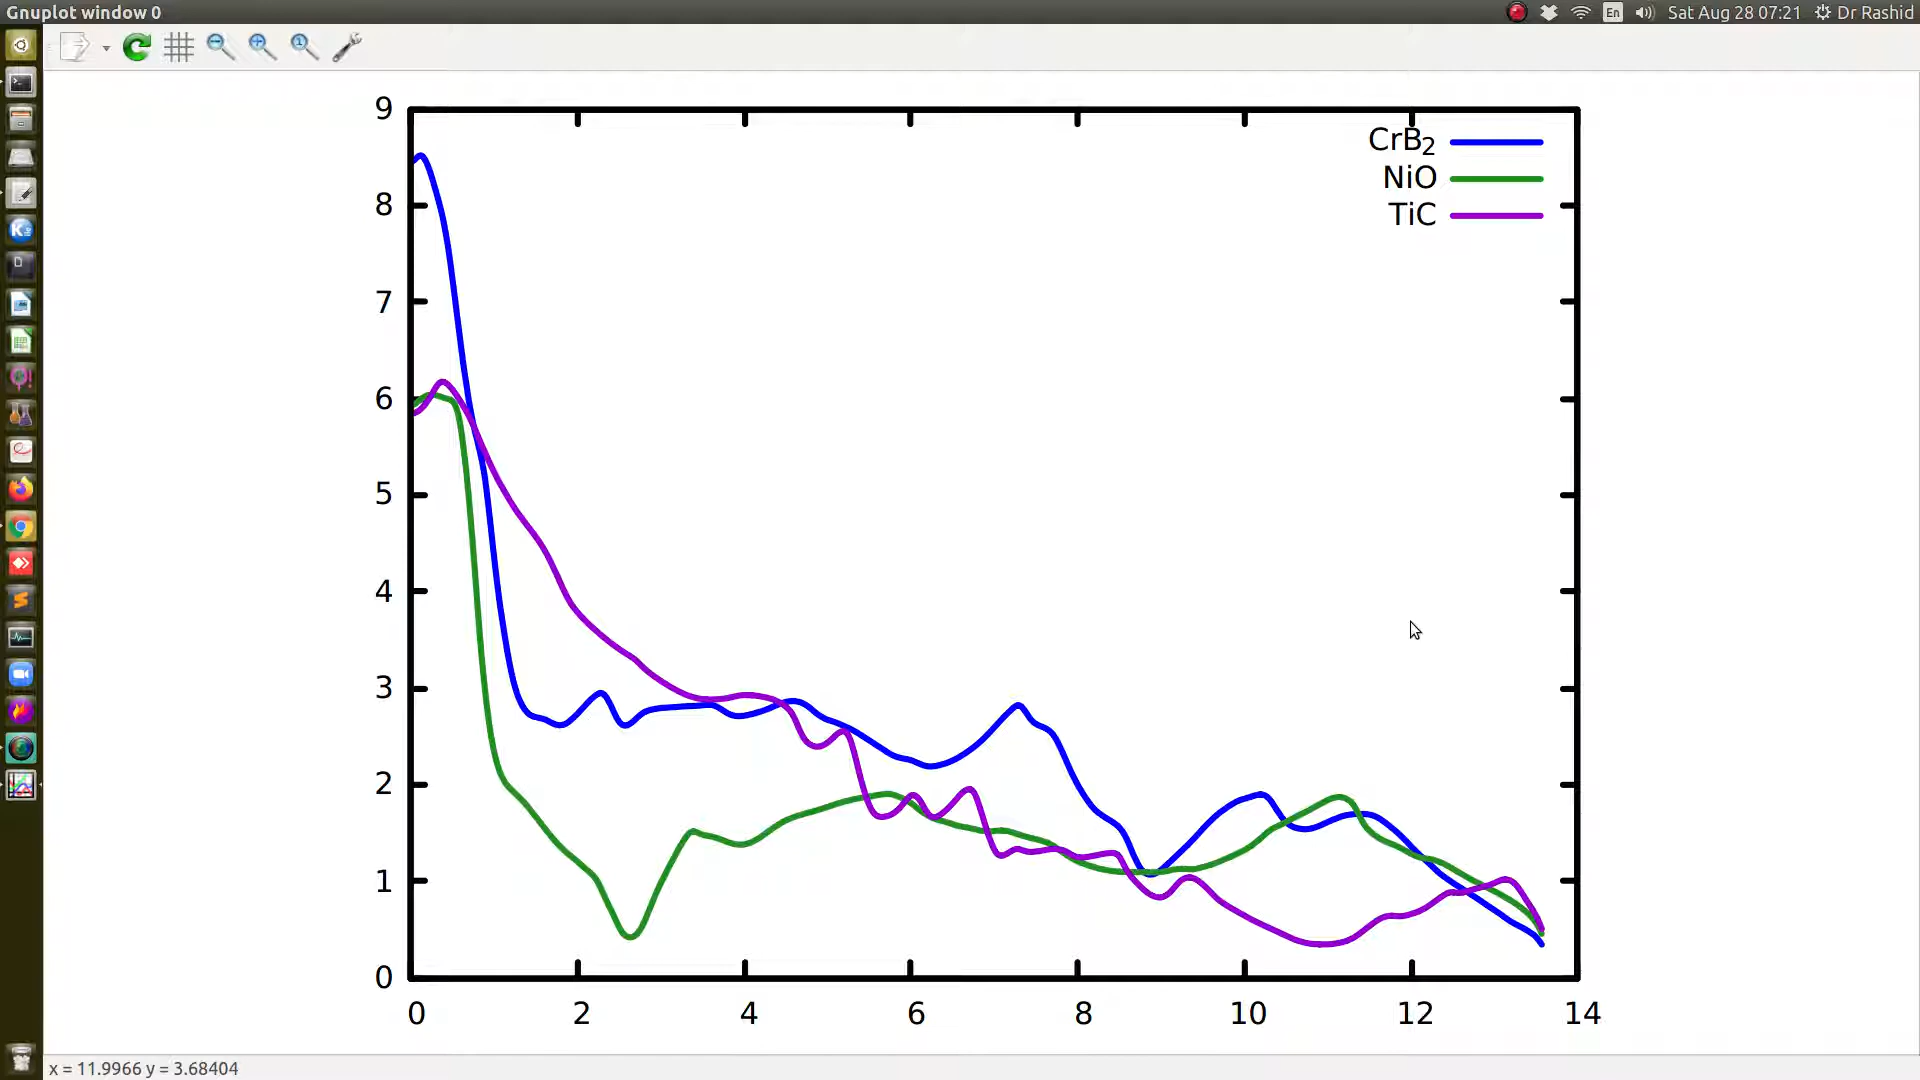 Gnuplot window 0
En
Sat Aug 28 07:21
Dr Rashid
9
8
7
6
5
4
3
2
1
0
0 2 4 6 8 10 12 14
CrB₂
NiO
TiC
x = 11.9966 y = 3.68404